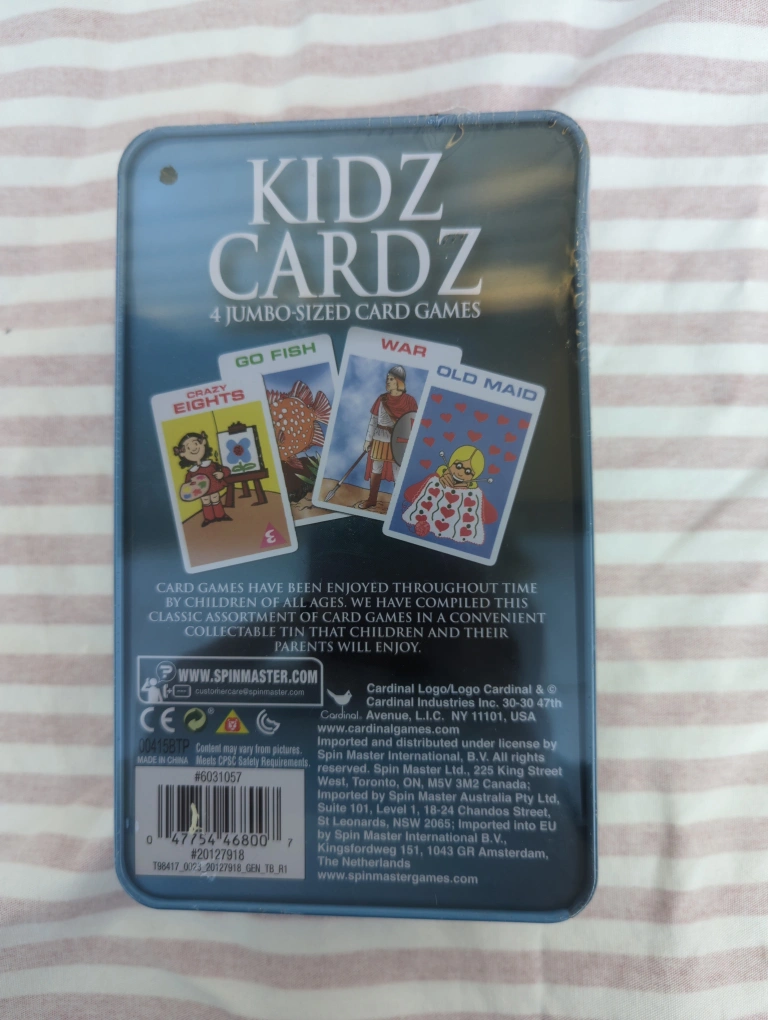 KIDZ
CARDZ
4 JUMBO-SIZED CARD GAMES
CRAZY
EIGHTS
GO FISH
WAR
OLD MAID
3
CARD GAMES HAVE BEEN ENJOYED THROUGHOUT TIME
BY CHILDREN OF ALL AGES. WE HAVE COMPILED THIS
CLASSIC ASSORTMENT OF CARD GAMES IN A CONVENIENT
COLLECTABLE TIN THAT CHILDREN AND THEIR
PARENTS WILL ENJOY.
? WWW.SPINMASTER.COM
customercare@spinmaster.com
CE
00415BTP
MADE IN CHINA
Content may vary from pictures.
Meets CPSC Safety Requirements.
#6031057
0 47754 46800 7
#20127918
T98417_0023_20127918_GEN_TB_R1
Cardinal.
Cardinal Logo/Logo Cardinal & ©
Cardinal Industries Inc. 30-30 47th
Avenue, L.I.C. NY 11101, USA
www.cardinalgames.com
Imported and distributed under license by
Spin Master International, B.V. All rights
reserved. Spin Master Ltd., 225 King Street
West, Toronto, ON, M5V 3M2 Canada;
Imported by Spin Master Australia Pty Ltd,
Suite 101, Level 1, 18-24 Chandos Street,
St Leonards, NSW 2065; Imported into EU
by Spin Master International B.V.,
Kingsfordweg 151, 1043 GR Amsterdam,
The Netherlands
www.spinmastergames.com